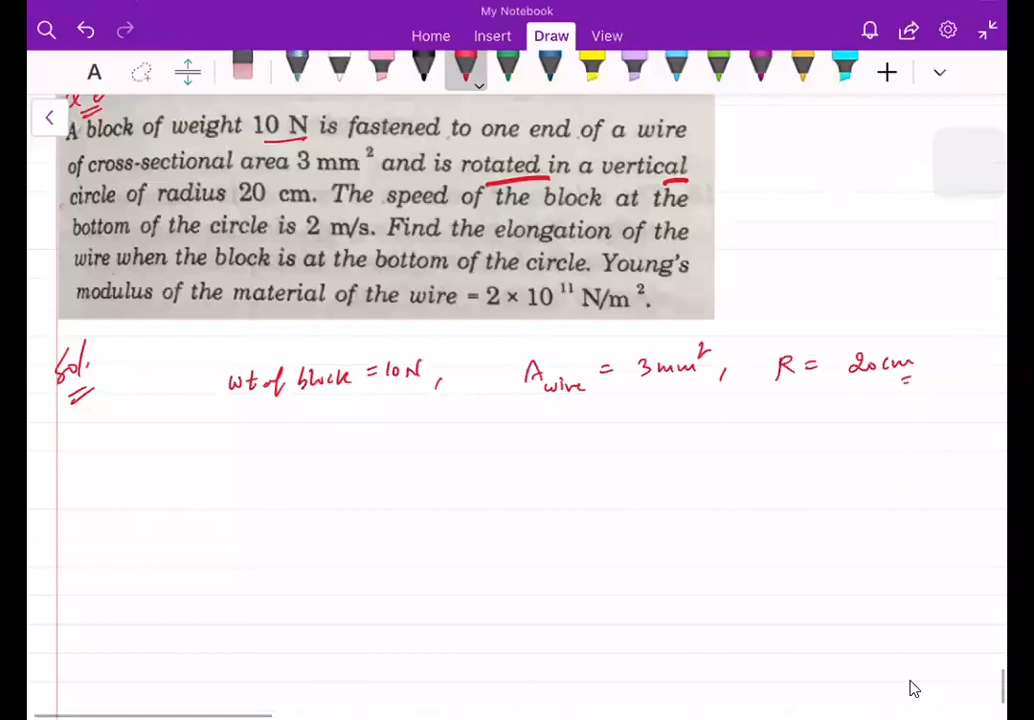 My Notebook
Home Insert Draw View
A
A block of weight 10 N is fastened to one end of a wire
of cross-sectional area 3 mm² and is rotated in a vertical
circle of radius 20 cm. The speed of the block at the
bottom of the circle is 2 m/s. Find the elongation of the
wire when the block is at the bottom of the circle. Young's
modulus of the material of the wire = 2 × 10¹¹ N/m².
Sol.
wt of block = 10N, A wire = 3mm², R = 20cm